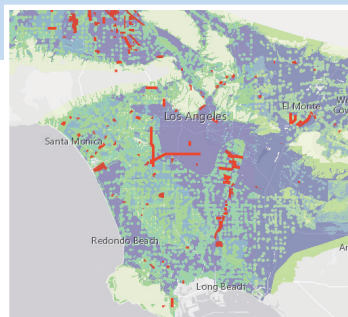 El Monte
Los Angeles
Santa Monica
Redondo Beach
Long Beach